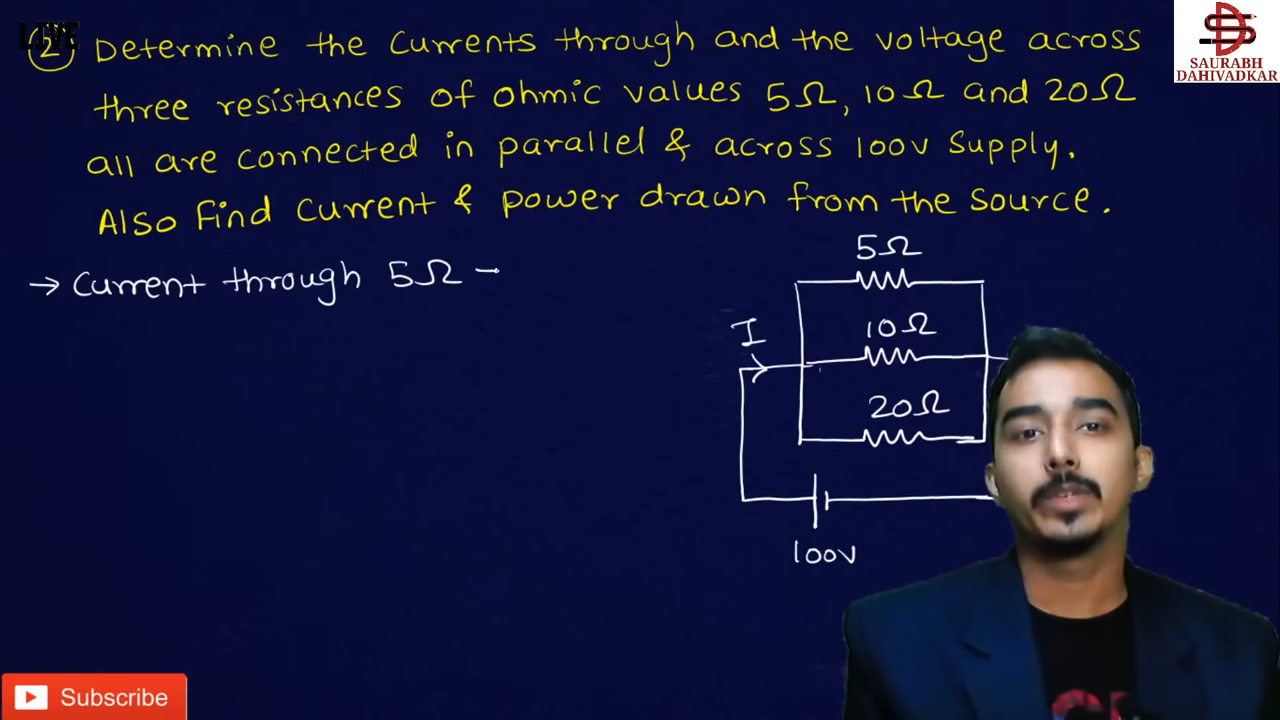 LIVE
② Determine the currents through and the voltage across
three resistances of ohmic values 5Ω, 10Ω and 20Ω
all are connected in parallel & across 100V Supply.
Also Find current & power drawn from the source.
→ Current through 5Ω -
5Ω
I
10Ω
20Ω
100V
SAURABH
DAHIVADKAR
Subscribe